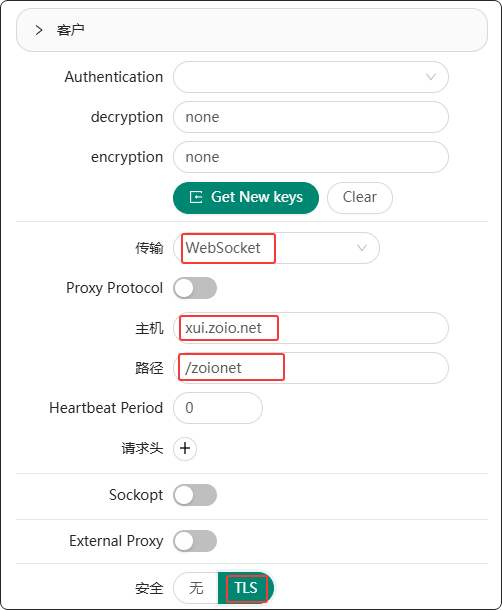 客户
Authentication
decryption none
encryption none
Get New keys Clear
传输 WebSocket
Proxy Protocol
主机 xui.zoio.net
路径 /zoionet
Heartbeat Period 0
请求头 +
Sockopt
External Proxy
安全 无 TLS